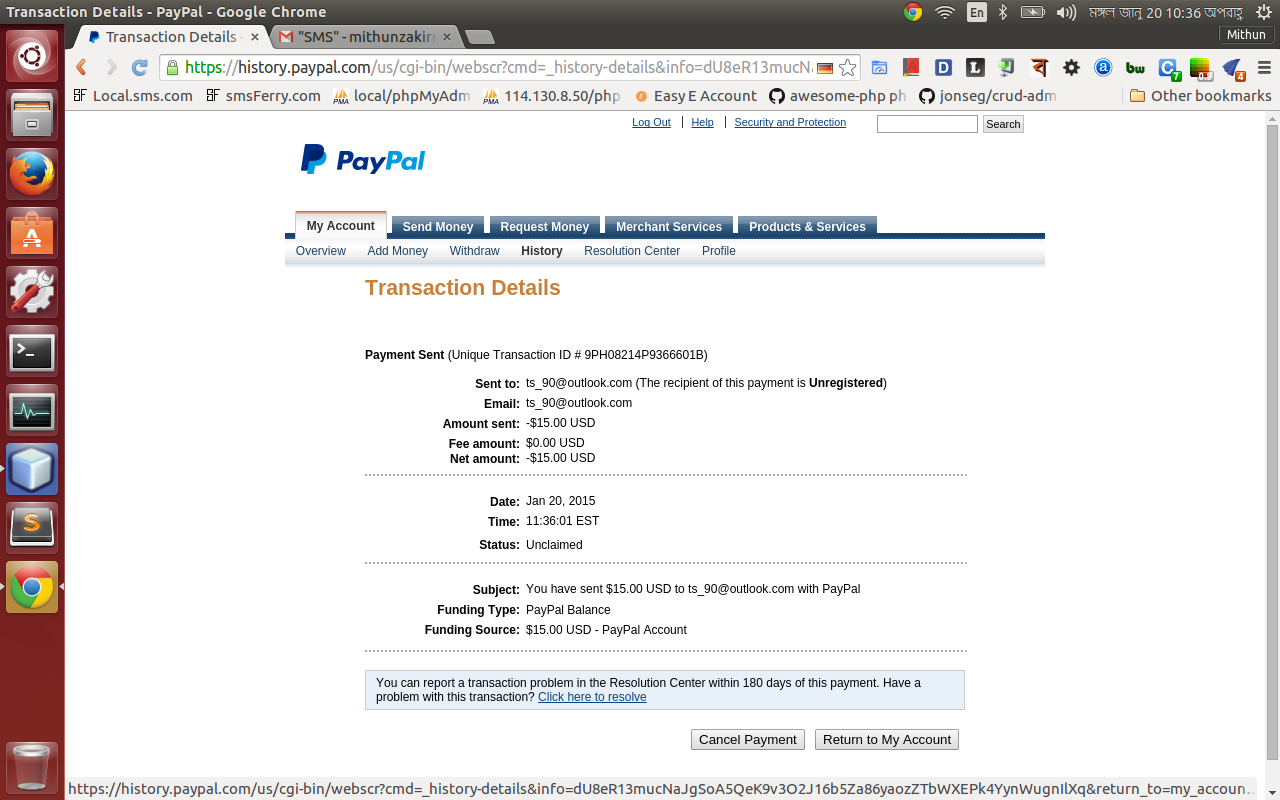 Transaction Details - PayPal - Google Chrome
En
মঙ্গল জানু 20 10:36 অপরাহ্ণ
Transaction Details -
"SMS" - mithunzakir
Mithun
https://history.paypal.com/us/cgi-bin/webscr?cmd=_history-details&info=dU8eR13mucNa
Local.sms.com
smsFerry.com
local/phpMyAdm
114.130.8.50/php
Easy E Account
awesome-php ph
jonseg/crud-adm
Other bookmarks
Log Out
Help
Security and Protection
Search
PayPal
My Account
Send Money
Request Money
Merchant Services
Products & Services
Overview
Add Money
Withdraw
History
Resolution Center
Profile
Transaction Details
Payment Sent (Unique Transaction ID # 9PH08214P9366601B)
Sent to: ts_90@outlook.com (The recipient of this payment is Unregistered)
Email: ts_90@outlook.com
Amount sent: -$15.00 USD
Fee amount: $0.00 USD
Net amount: -$15.00 USD
Date: Jan 20, 2015
Time: 11:36:01 EST
Status: Unclaimed
Subject: You have sent $15.00 USD to ts_90@outlook.com with PayPal
Funding Type: PayPal Balance
Funding Source: $15.00 USD - PayPal Account
You can report a transaction problem in the Resolution Center within 180 days of this payment. Have a
problem with this transaction? Click here to resolve
Cancel Payment
Return to My Account
https://history.paypal.com/us/cgi-bin/webscr?cmd=_history-details&info=dU8eR13mucNaJgSoA5QeK9v3O2J16b5Za86yaozZTbWXEPk4YynWugnIlXq&return_to=my_accoun…